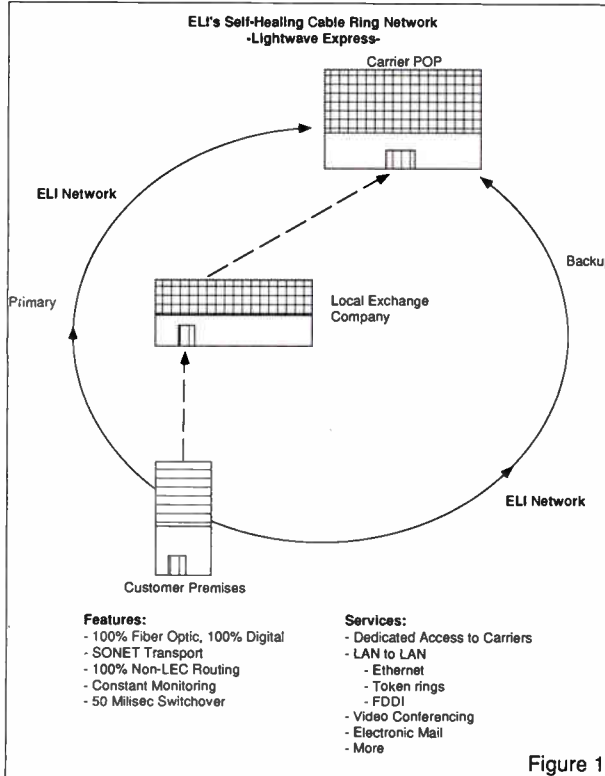 ELI's Self-Healing Cable Ring Network
-Lightwave Express-
Carrier POP
ELI Network
Backu
Primary
Local Exchange
Company
ELI Network
Customer Premises
Features:
- 100% Fiber Optic, 100% Digital
- SONET Transport
- 100% Non-LEC Routing
- Constant Monitoring
- 50 Milisec Switchover
Services:
- Dedicated Access to Carriers
- LAN to LAN
- Ethernet
- Token rings
- FDDI
- Video Conferencing
- Electronic Mail
- More
Figure 1